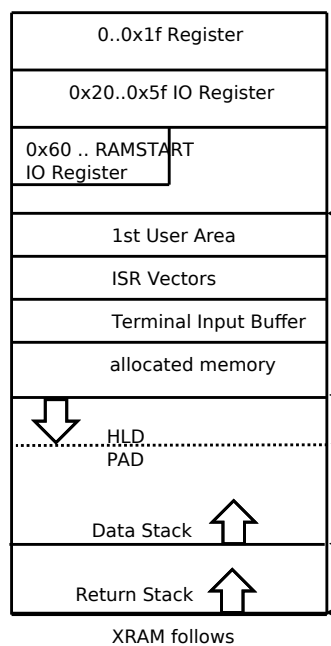 0..0x1f Register
0x20..0x5f IO Register
0x60 .. RAMSTART
IO Register
1st User Area
ISR Vectors
Terminal Input Buffer
allocated memory
HLD
PAD
Data Stack
Return Stack
XRAM follows